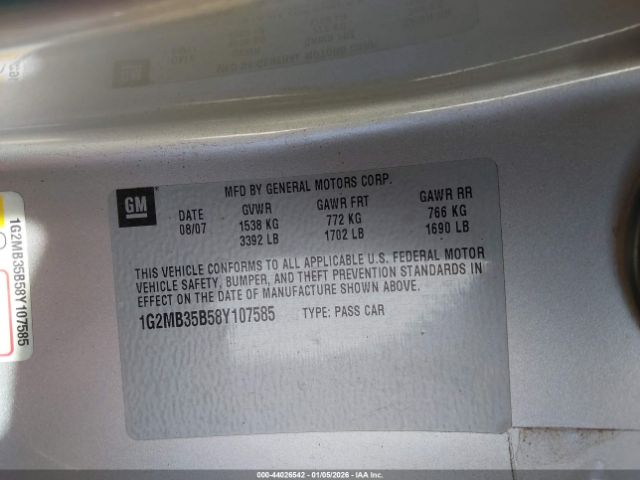 GM
MFD BY GENERAL MOTORS CORP.
DATE GVWR GAWR FRT GAWR RR
08/07 1538 KG 772 KG 766 KG
3392 LB 1702 LB 1690 LB
THIS VEHICLE CONFORMS TO ALL APPLICABLE U.S. FEDERAL MOTOR
VEHICLE SAFETY, BUMPER, AND THEFT PREVENTION STANDARDS IN
EFFECT ON THE DATE OF MANUFACTURE SHOWN ABOVE.
1G2MB35B58Y107585 TYPE: PASS CAR
1G2MB35B58Y107585
000-44026542 - 01/05/2026 - IAAI.CA